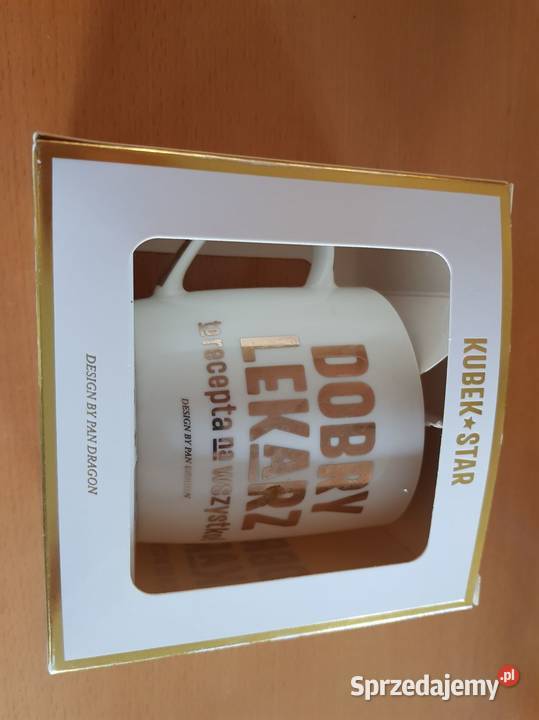 KUBEK★STAR
DOBRY
LEKARZ
to recepta na wszystko
DESIGN BY PAN DRAGON
DESIGN BY PAN DRAGON
Sprzedajemy.pl